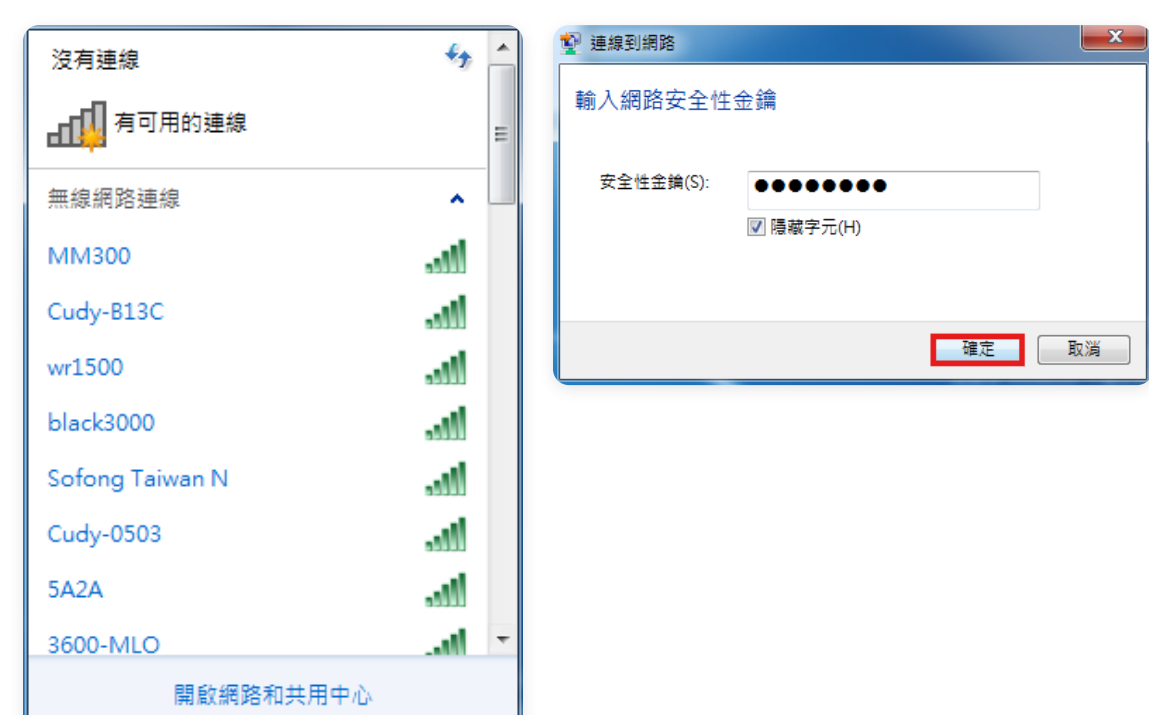 沒有連線
有可用的連線
無線網路連線
MM300
Cudy-B13C
wr1500
black3000
Sofong Taiwan N
Cudy-0503
5A2A
3600-MLO
開啟網路和共用中心
連線到網路
輸入網路安全性金鑰
安全性金鑰(S):
●●●●●●●●
隱藏字元(H)
確定
取消